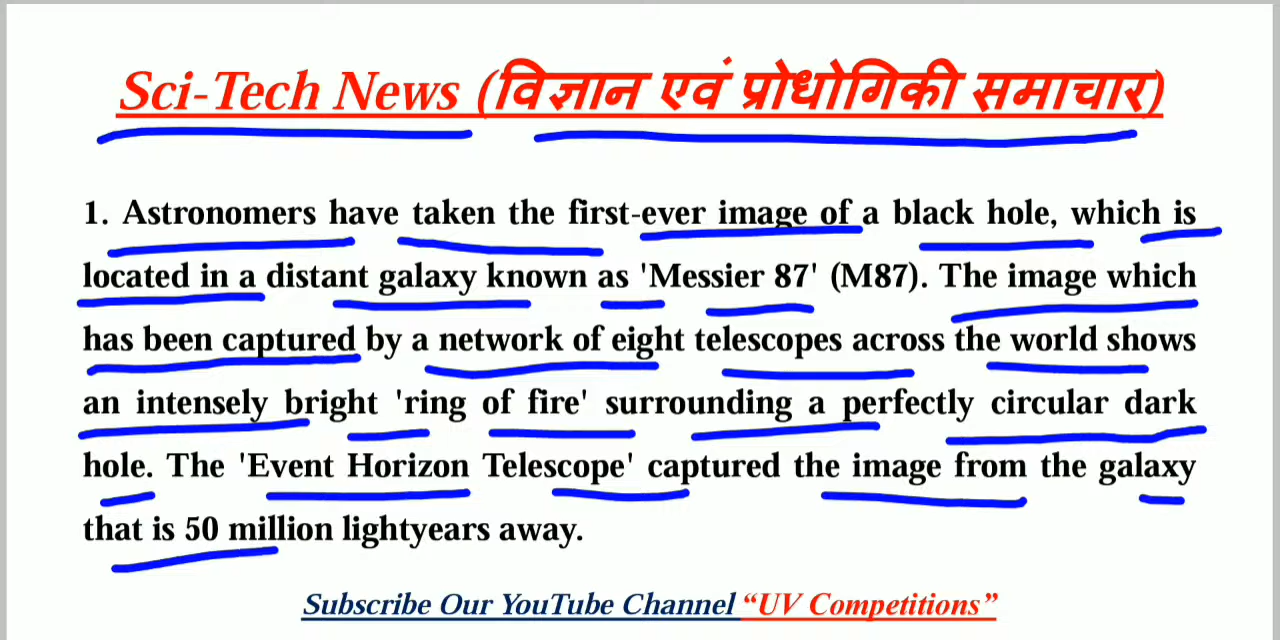 Sci-Tech News (विज्ञान एवं प्रोधोगिकी समाचार)
1. Astronomers have taken the first-ever image of a black hole, which is
located in a distant galaxy known as 'Messier 87' (M87). The image which
has been captured by a network of eight telescopes across the world shows
an intensely bright 'ring of fire' surrounding a perfectly circular dark
hole. The 'Event Horizon Telescope' captured the image from the galaxy
that is 50 million lightyears away.
Subscribe Our YouTube Channel “UV Competitions”